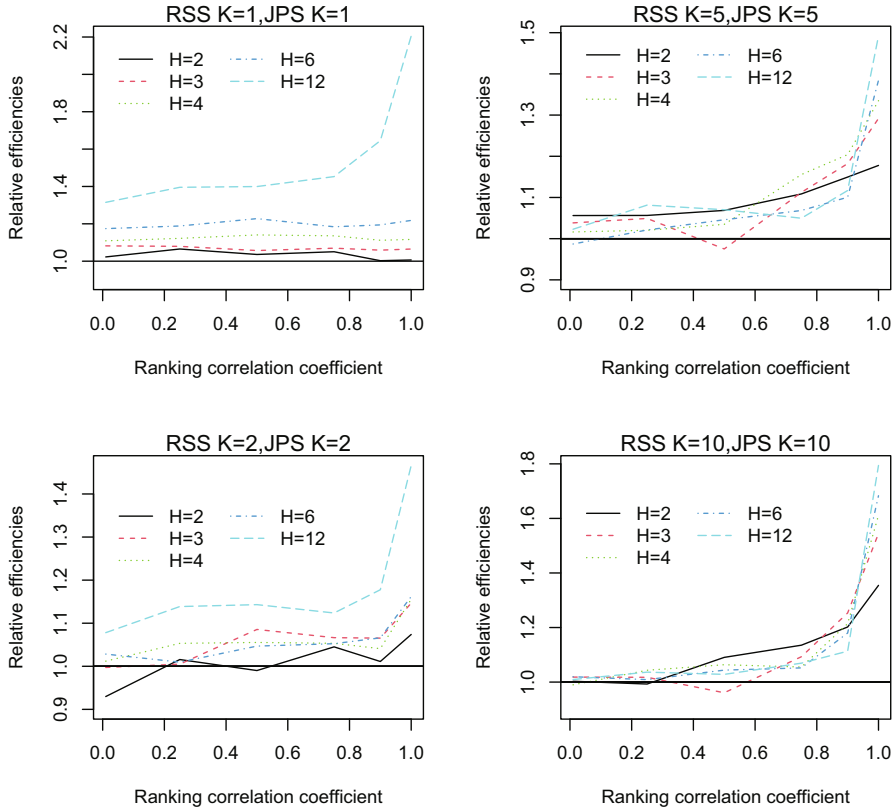 RSS K=1,JPS K=1
Relative efficiencies
2.2
1.8
1.4
1.0
H=2
H=3
H=4
H=6
H=12
0.0 0.2 0.4 0.6 0.8 1.0
Ranking correlation coefficient
RSS K=5,JPS K=5
Relative efficiencies
1.5
1.3
1.1
0.9
H=2
H=3
H=4
H=6
H=12
0.0 0.2 0.4 0.6 0.8 1.0
Ranking correlation coefficient
RSS K=2,JPS K=2
Relative efficiencies
1.4
1.3
1.2
1.1
1.0
0.9
H=2
H=3
H=4
H=6
H=12
0.0 0.2 0.4 0.6 0.8 1.0
Ranking correlation coefficient
RSS K=10,JPS K=10
Relative efficiencies
1.8
1.6
1.4
1.2
1.0
H=2
H=3
H=4
H=6
H=12
0.0 0.2 0.4 0.6 0.8 1.0
Ranking correlation coefficient